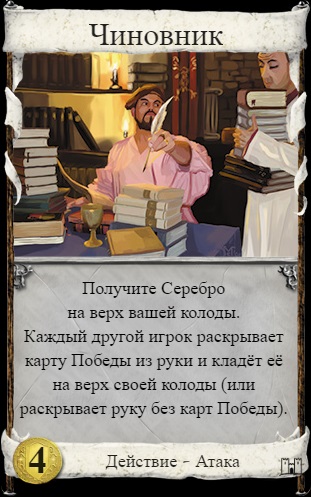 Чиновник
Получите Серебро
на верх вашей колоды.
Каждый другой игрок раскрывает
карту Победы из руки и кладёт её
на верх своей колоды (или
раскрывает руку без карт Победы).
4
Действие - Атака